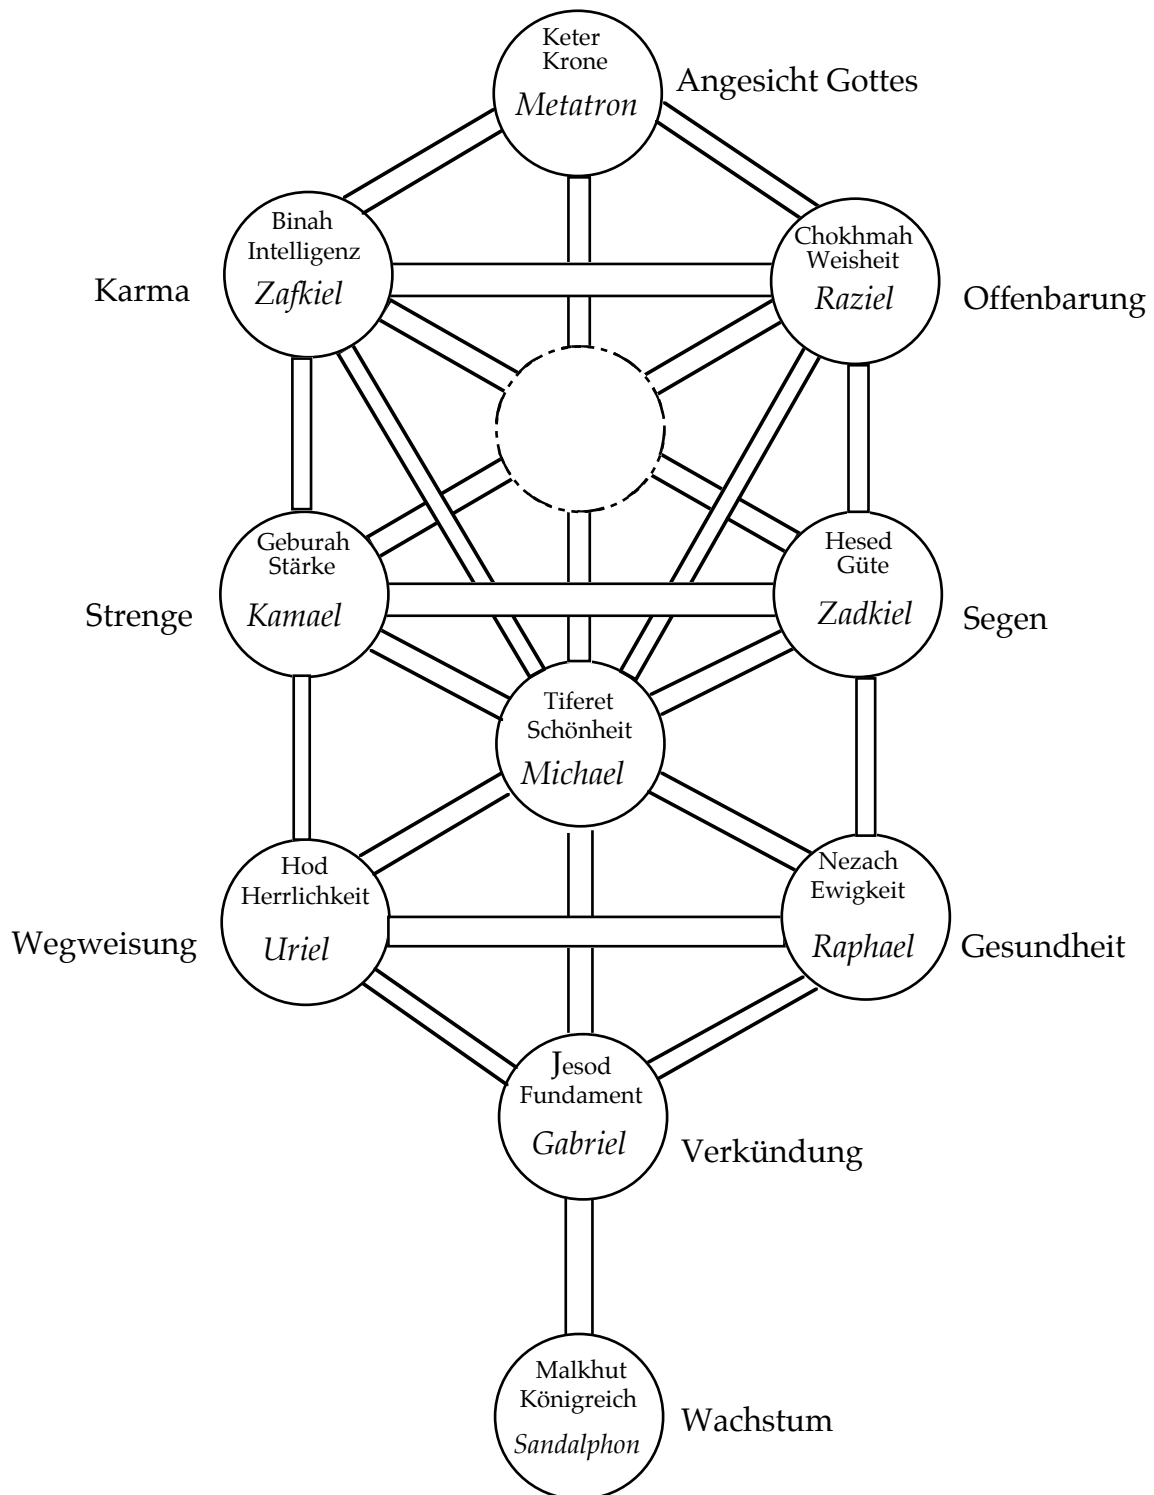 Keter
Krone
Metatron
Angesicht Gottes
Binah
Intelligenz
Zafkiel
Karma
Chokhmah
Weisheit
Raziel
Offenbarung
Geburah
Stärke
Kamael
Strenge
Hesed
Güte
Zadkiel
Segen
Tiferet
Schönheit
Michael
Hod
Herrlichkeit
Uriel
Wegweisung
Nezach
Ewigkeit
Raphael
Gesundheit
Jesod
Fundament
Gabriel
Verkündung
Malkhut
Königreich
Sandalphon
Wachstum